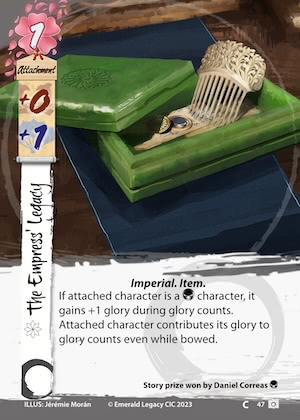 1
Attachment
+0
+1
The Empress' Legacy
Imperial. Item.
If attached character is a character, it
gains +1 glory during glory counts.
Attached character contributes its glory to
glory counts even while bowed.
Story prize won by Daniel Correas
ILLUS: Jérémie Morán © Emerald Legacy CIC 2023 C 47